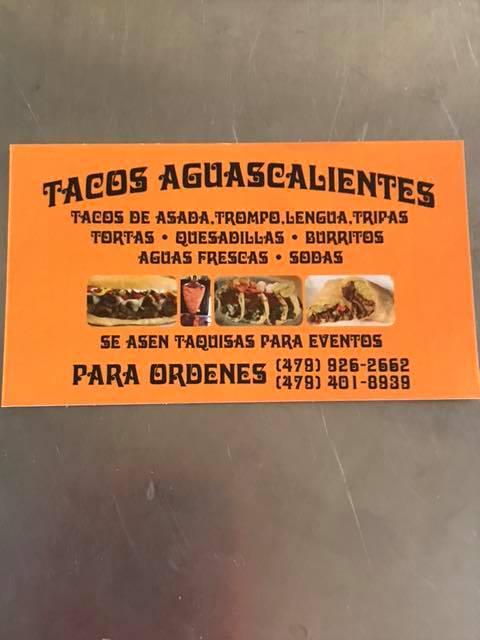 TACOS AGUASCALIENTES
TACOS DE ASADA,TROMPO,LENGUA,TRIPAS
TORTAS • QUESADILLAS • BURRITOS
AGUAS FRESCAS • SODAS
SE ASEN TAQUISAS PARA EVENTOS
PARA ORDENES (479) 926-2662
(479) 401-8939